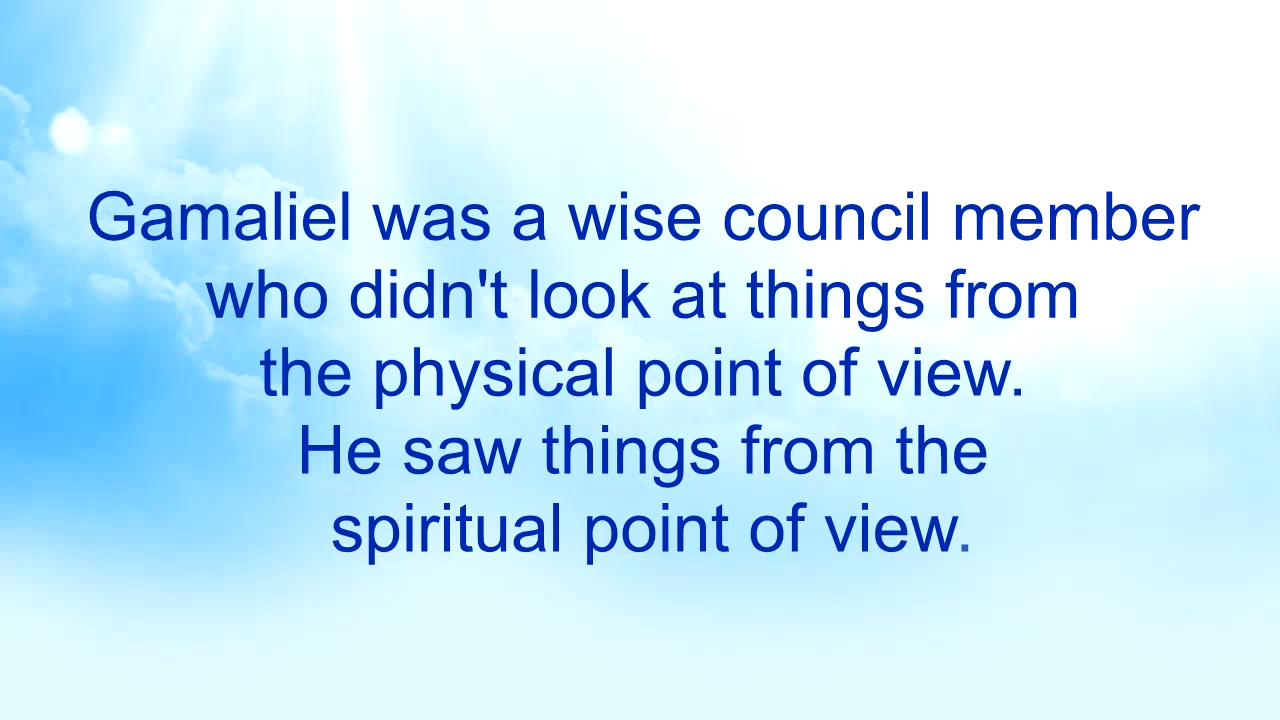 Gamaliel was a wise council member
who didn't look at things from
the physical point of view.
He saw things from the
spiritual point of view.